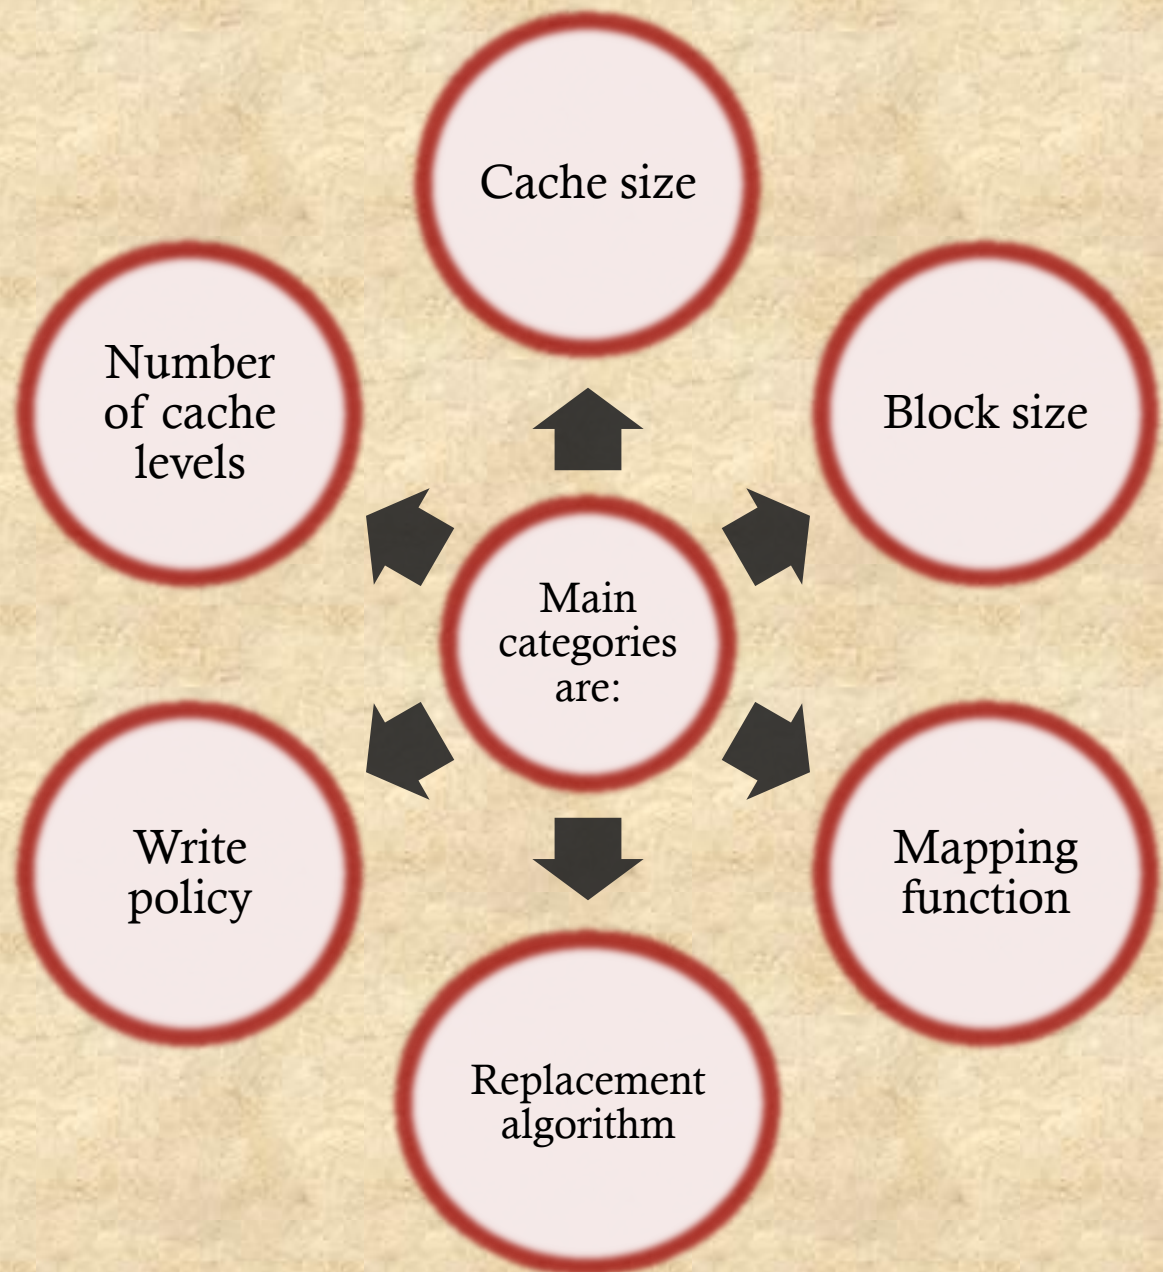 Cache size
Number
of cache
levels
Block size
Main
categories
are:
Write
policy
Mapping
function
Replacement
algorithm